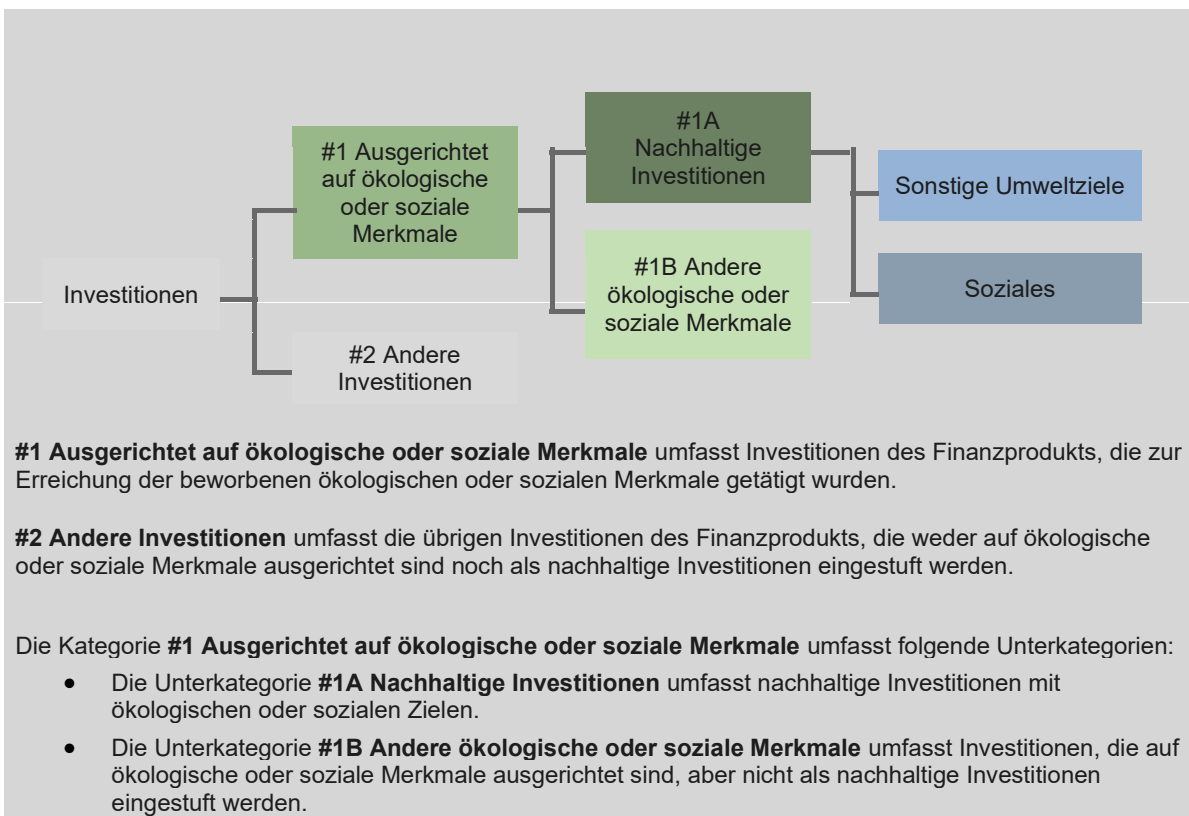 #1 Ausgerichtet
auf ökologische
oder soziale
Merkmale
#1A
Nachhaltige
Investitionen
Sonstige Umweltziele
Investitionen
#1B Andere
ökologische oder
soziale Merkmale
Soziales
#2 Andere
Investitionen
#1 Ausgerichtet auf ökologische oder soziale Merkmale umfasst Investitionen des Finanzprodukts, die zur
Erreichung der beworbenen ökologischen oder sozialen Merkmale getätigt wurden.
#2 Andere Investitionen umfasst die übrigen Investitionen des Finanzprodukts, die weder auf ökologische
oder soziale Merkmale ausgerichtet sind noch als nachhaltige Investitionen eingestuft werden.
Die Kategorie #1 Ausgerichtet auf ökologische oder soziale Merkmale umfasst folgende Unterkategorien:
• Die Unterkategorie #1A Nachhaltige Investitionen umfasst nachhaltige Investitionen mit
ökologischen oder sozialen Zielen.
• Die Unterkategorie #1B Andere ökologische oder soziale Merkmale umfasst Investitionen, die auf
ökologische oder soziale Merkmale ausgerichtet sind, aber nicht als nachhaltige Investitionen
eingestuft werden.